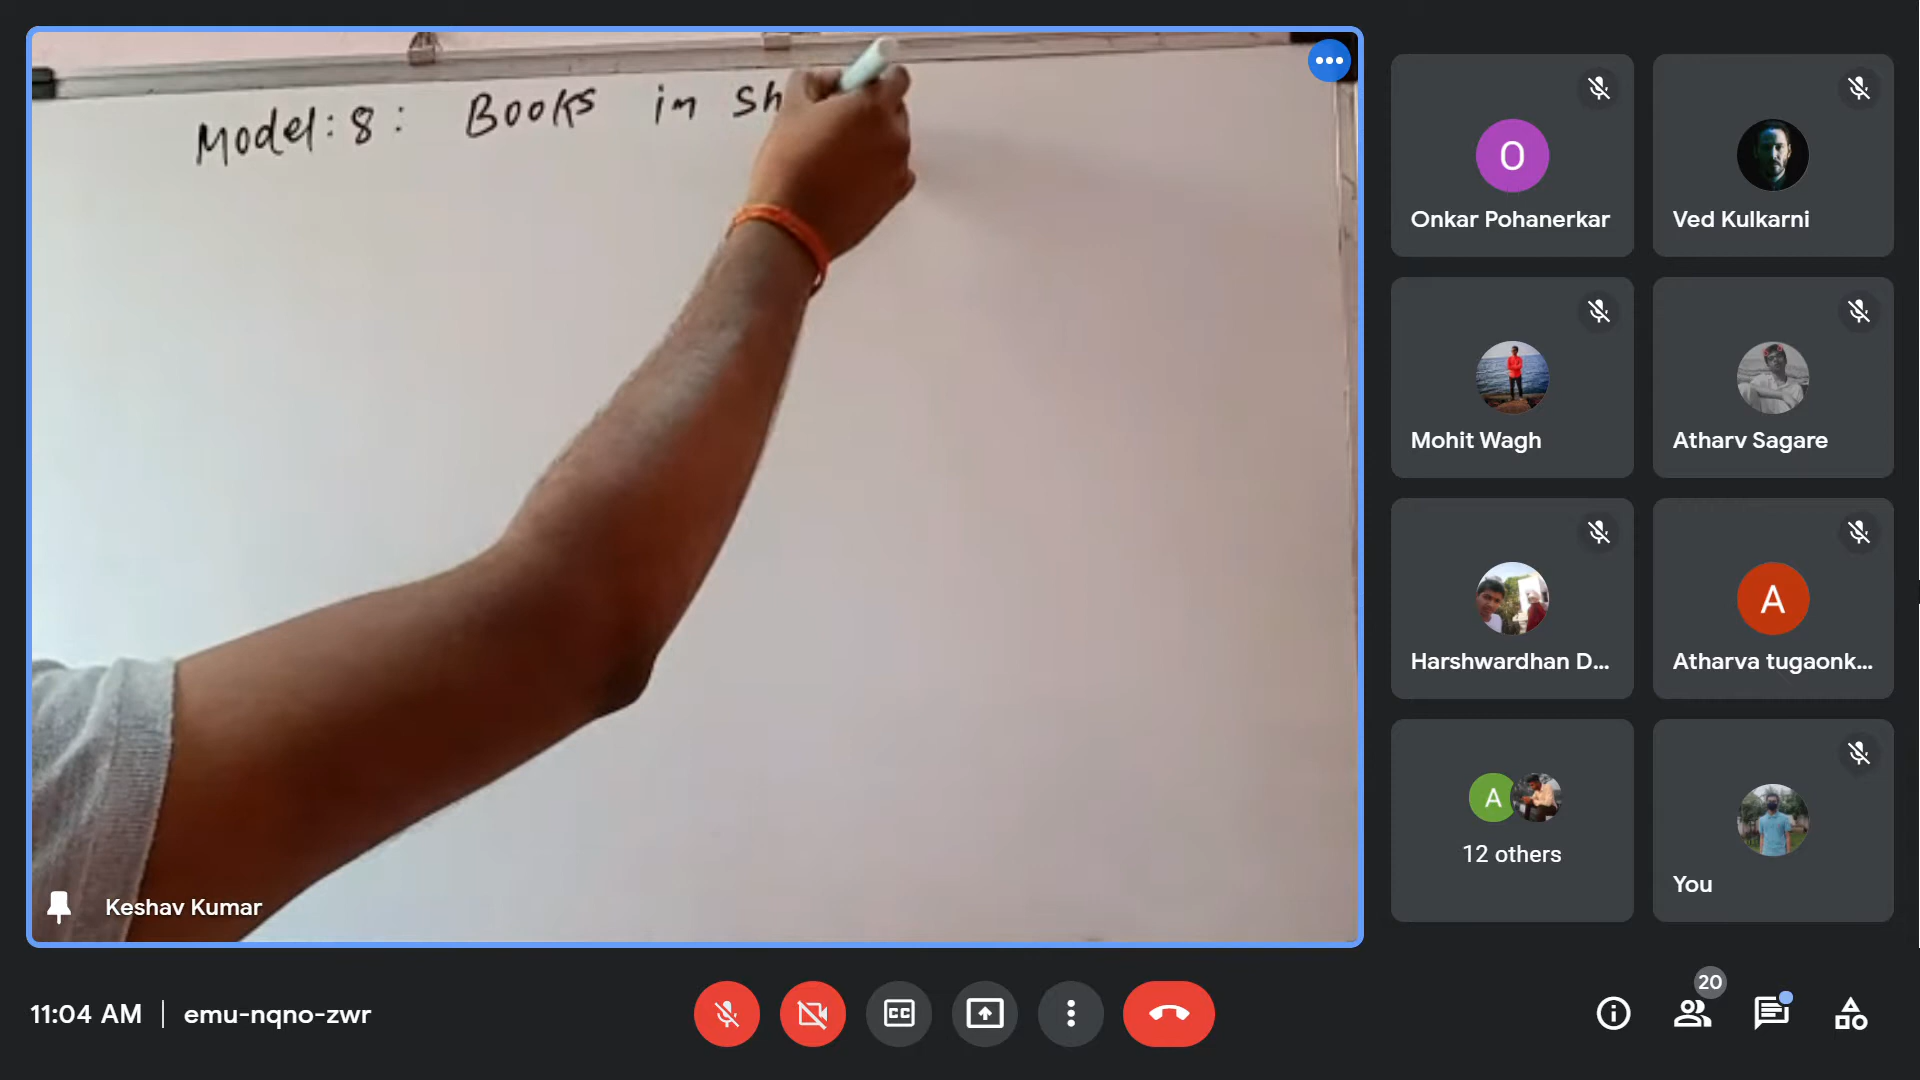 Model:8: Books in Sh
Onkar Pohanerkar
Ved Kulkarni
Mohit Wagh
Atharv Sagare
Harshwardhan D...
A
Atharva tugaonk...
O
A
12 others
You
Keshav Kumar
11:04 AM | emu-nqno-zwr
CC
20